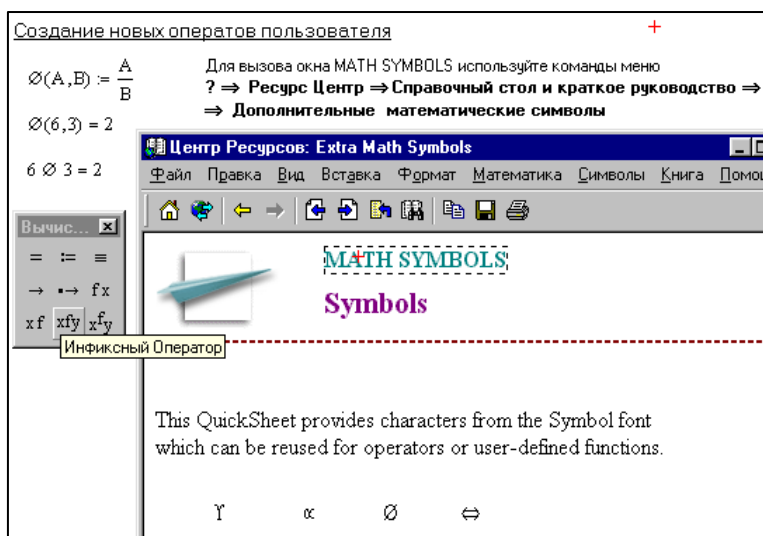 Создание новых операторов пользователя
Ø(A,B) := A/B
Для вызова окна MATH SYMBOLS используйте команды меню
? ⇒ Ресурс Центр ⇒ Справочный стол и краткое руководство ⇒
⇒ Дополнительные математические символы
Ø(6,3) = 2
6 Ø 3 = 2
Центр Ресурсов: Extra Math Symbols
Файл Правка Вид Вставка Формат Математика Символы Книга Помощ
Вычис...
= := ≡
→ ▪→ fx
xf xfy xfy
Инфиксный Оператор
MATH SYMBOLS
Symbols
This QuickSheet provides characters from the Symbol font
which can be reused for operators or user-defined functions.
ϒ ∝ Ø ⇔